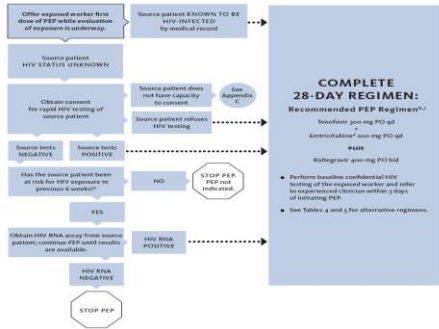 Offer exposed worker first
dose of PEP while evaluation
of exposure is underway.
Source patient KNOWN TO BE
HIV-INFECTED
by medical record
Source patient
HIV STATUS UNKNOWN
Obtain consent
for rapid HIV testing of
source patient
Source patient does
not have capacity
to consent
See
Appendix
C
Source patient refuses
HIV testing
Source tests
NEGATIVE
Source tests
POSITIVE
Has the source patient been
at risk for HIV exposure in
previous 6 weeks?
NO
STOP PEP.
PEP not
indicated.
YES
Obtain HIV RNA assay from source
patient; continue PEP until results
are available.
HIV RNA
POSITIVE
HIV RNA
NEGATIVE
STOP PEP
COMPLETE
28-DAY REGIMEN:
Recommended PEP Regimen
Tenofovir 300 mg PO qd
+
Emtricitabine 200 mg PO qd
PLUS
Raltegravir 400 mg PO bid
• Perform baseline confidential HIV
testing of the exposed worker and refer
to experienced clinician within 3 days
of initiating PEP.
• See Tables 4 and 5 for alternative regimens.